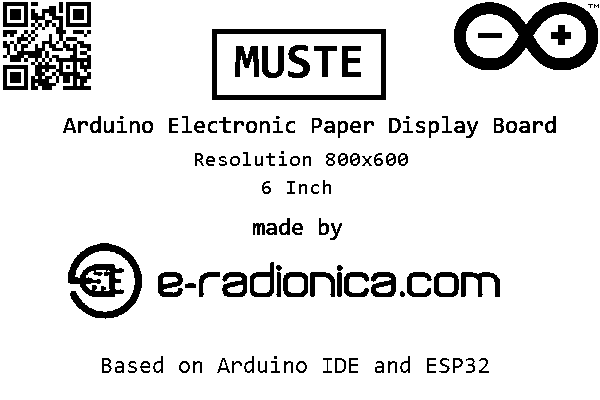 MUSTE
TM
Arduino Electronic Paper Display Board
Resolution 800x600
6 Inch
made by
e-radionica.com
Based on Arduino IDE and ESP32